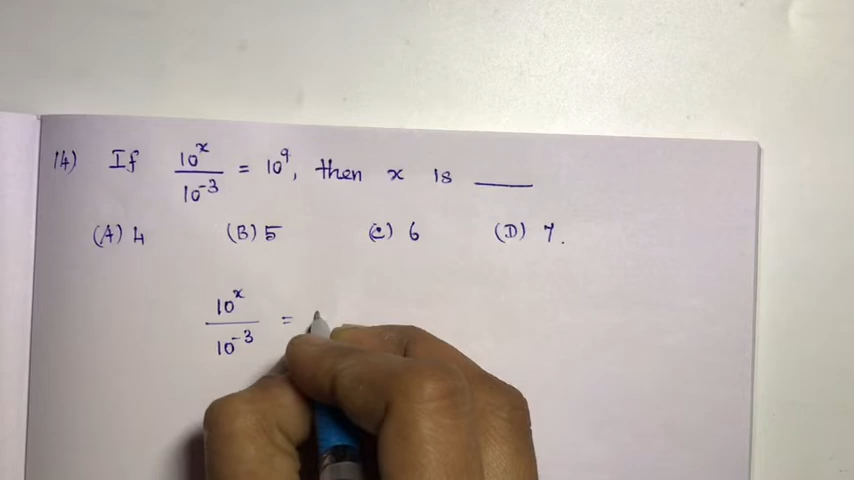 14) If 10^x / 10^-3 = 10^9, then x is ____
(A) 4 (B) 5 (C) 6 (D) 7.
10^x / 10^-3 =